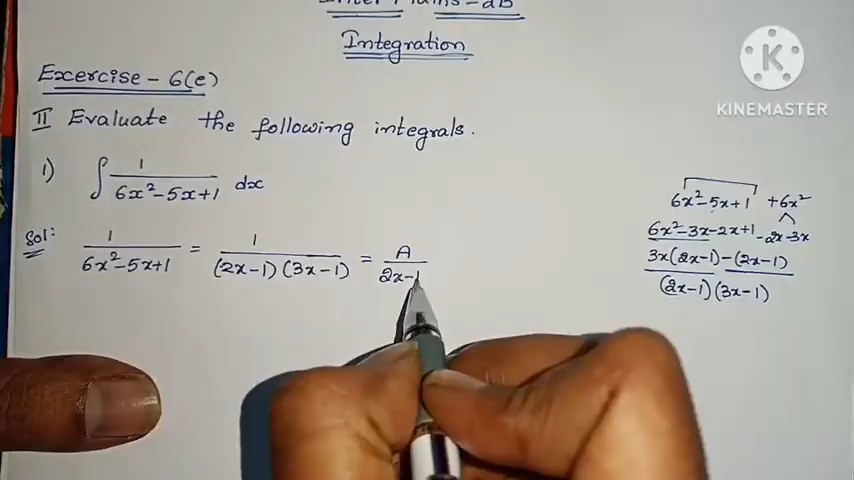 Integration
Excercise - 6(e)
II Evaluate the following integrals.
1) ∫ 1/(6x²-5x+1) dx
Sol: 1/(6x²-5x+1) = 1/((2x-1)(3x-1)) = A/(2x-1
6x²-5x+1 +6x²
6x²-3x-2x+1 -2x-3x
3x(2x-1)-(2x-1)
(2x-1)(3x-1)
KINEMASTER